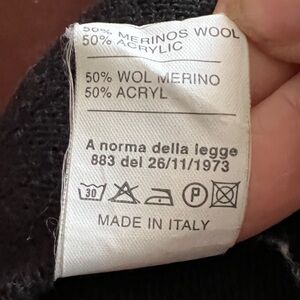 50% MERINOS WOOL
50% ACRYLIC
50% WOL MERINO
50% ACRYL
A norma della legge
883 del 26/11/1973
30 P
MADE IN ITALY